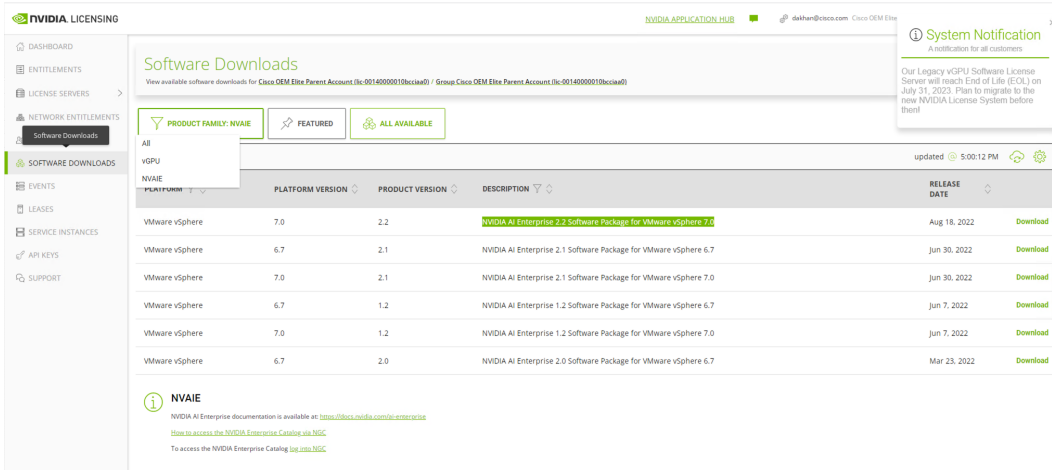 NVIDIA. LICENSING
NVIDIA APPLICATION HUB
dakhan@cisco.com Cisco OEM Elite
System Notification
A notification for all customers
Our Legacy vGPU Software License
Server will reach End of Life (EOL) on
July 31, 2023. Plan to migrate to the
new NVIDIA License System before
then!
DASHBOARD
ENTITLEMENTS
LICENSE SERVERS
NETWORK ENTITLEMENTS
Software Downloads
SOFTWARE DOWNLOADS
EVENTS
LEASES
SERVICE INSTANCES
API KEYS
SUPPORT
Software Downloads
View available software downloads for Cisco OEM Elite Parent Account (lic-00140000010bcciaa0) / Group Cisco OEM Elite Parent Account (lic-00140000010bcciaa0)
PRODUCT FAMILY: NVAIE
FEATURED
ALL AVAILABLE
All
vGPU
NVAIE
updated @ 5:00:12 PM
PLATFORM PLATFORM VERSION PRODUCT VERSION DESCRIPTION RELEASE DATE
VMware vSphere 7.0 2.2 NVIDIA AI Enterprise 2.2 Software Package for VMware vSphere 7.0 Aug 18, 2022 Download
VMware vSphere 6.7 2.1 NVIDIA AI Enterprise 2.1 Software Package for VMware vSphere 6.7 Jun 30, 2022 Download
VMware vSphere 7.0 2.1 NVIDIA AI Enterprise 2.1 Software Package for VMware vSphere 7.0 Jun 30, 2022 Download
VMware vSphere 6.7 1.2 NVIDIA AI Enterprise 1.2 Software Package for VMware vSphere 6.7 Jun 7, 2022 Download
VMware vSphere 7.0 1.2 NVIDIA AI Enterprise 1.2 Software Package for VMware vSphere 7.0 Jun 7, 2022 Download
VMware vSphere 6.7 2.0 NVIDIA AI Enterprise 2.0 Software Package for VMware vSphere 6.7 Mar 23, 2022 Download
NVAIE
NVIDIA AI Enterprise documentation is available at: https://docs.nvidia.com/ai-enterprise
How to access the NVIDIA Enterprise Catalog via NGC
To access the NVIDIA Enterprise Catalog log into NGC